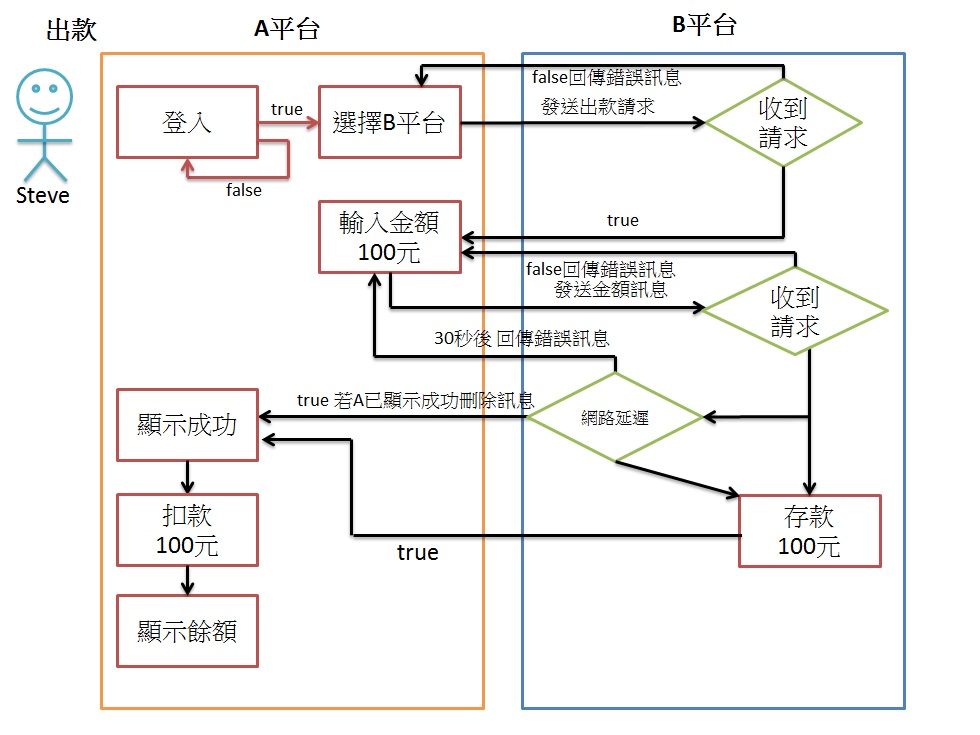 出款
A平台
B平台
Steve
登入
true
false
選擇B平台
false回傳錯誤訊息
發送出款請求
收到
請求
true
輸入金額
100元
false回傳錯誤訊息
發送金額訊息
收到
請求
30秒後 回傳錯誤訊息
true 若A已顯示成功刪除訊息
網路延遲
顯示成功
扣款
100元
存款
100元
true
顯示餘額